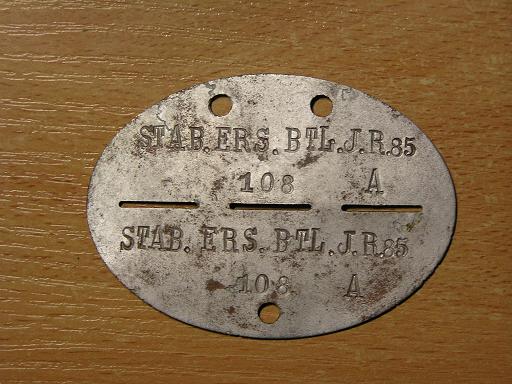 STAB. ERS. BTL. J.R.85
108 A
STAB. ERS. BTL. J.R.85
108 A